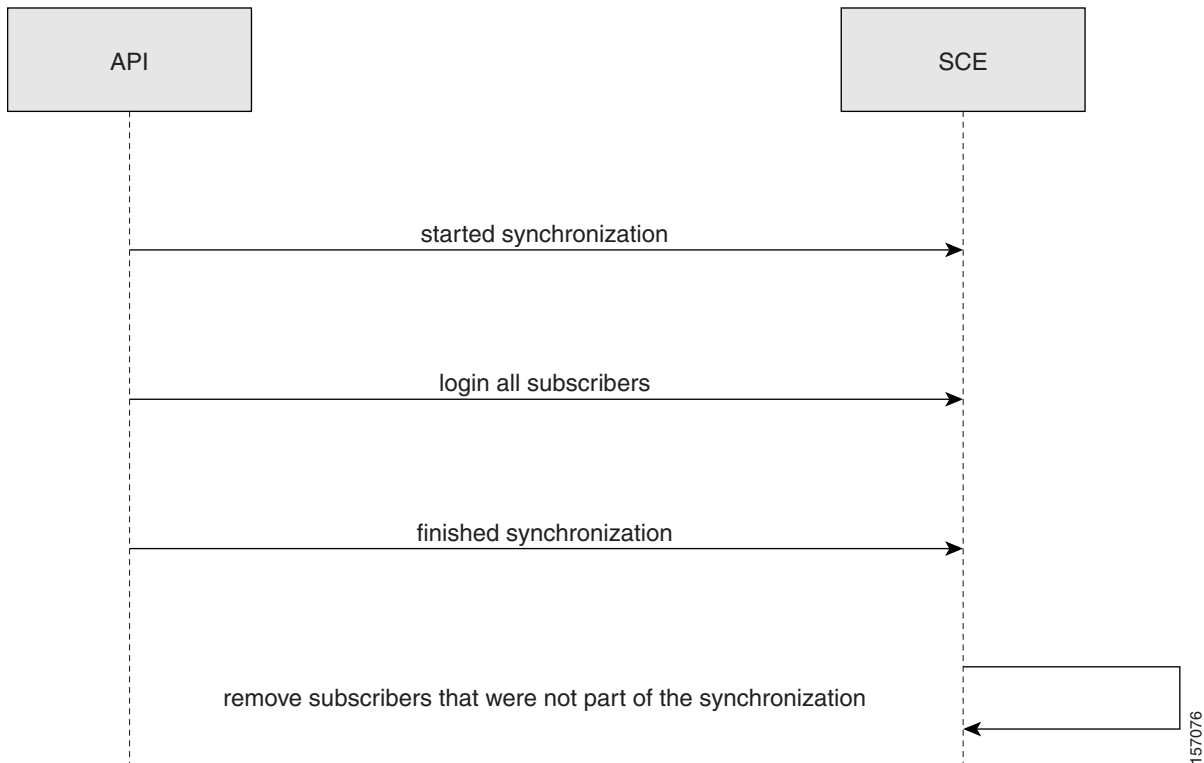 API
SCE
started synchronization
login all subscribers
finished synchronization
remove subscribers that were not part of the synchronization
157076